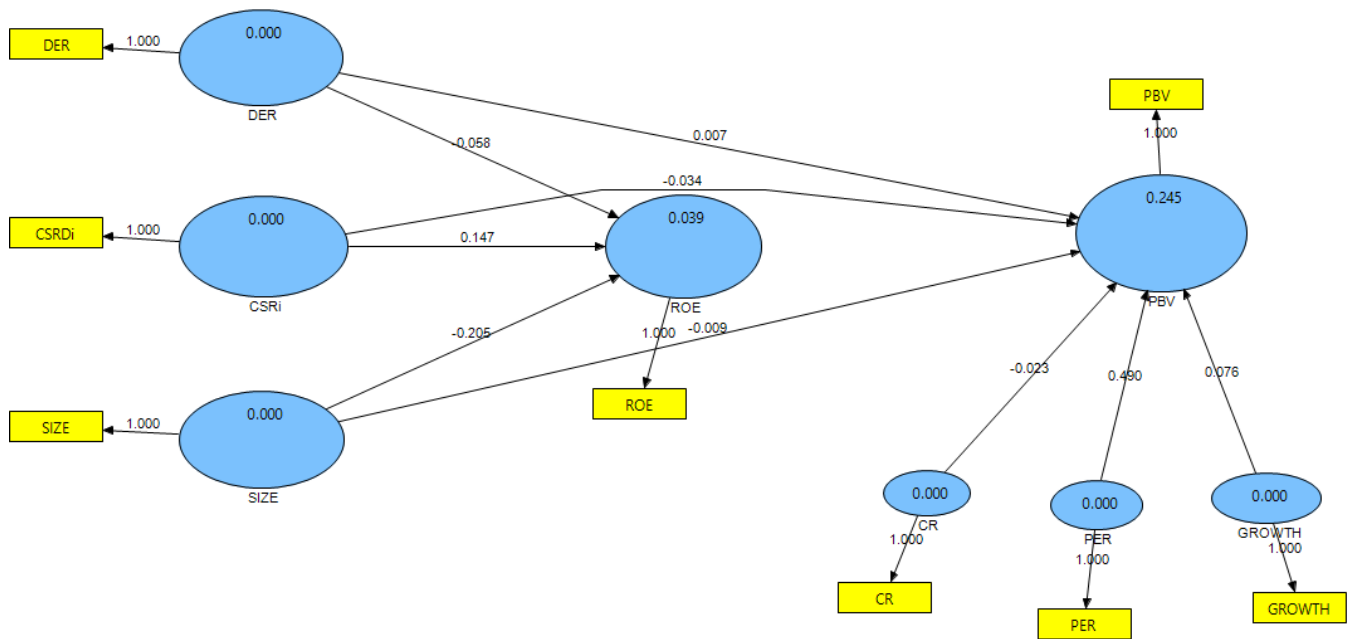 DER
1.000
0.000
DER
-0.058
0.007
PBV
1.000
0.245
PBV
CSRDi
1.000
0.000
CSRi
-0.034
0.147
0.039
ROE
1.000
ROE
SIZE
1.000
0.000
SIZE
-0.205
-0.009
-0.023
0.490
0.076
0.000
CR
1.000
CR
0.000
PER
1.000
PER
0.000
GROWTH
1.000
GROWTH